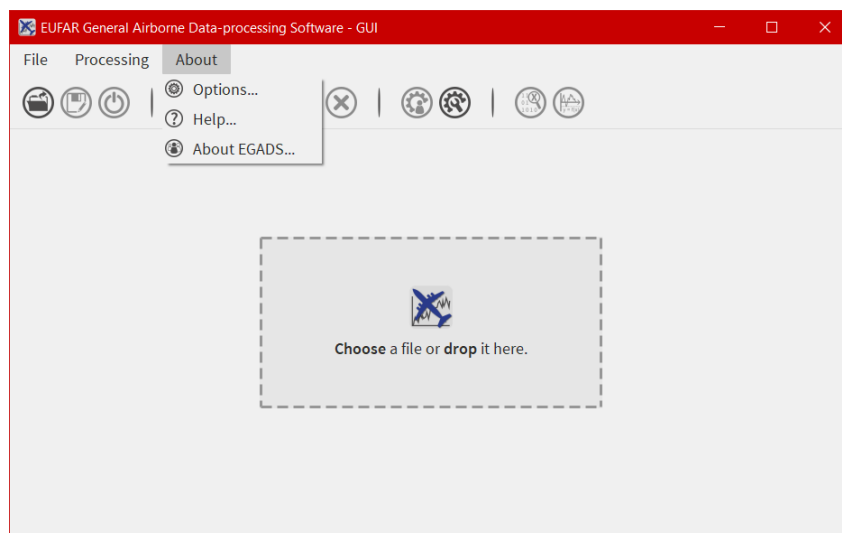 EUFAR General Airborne Data-processing Software - GUI
File Processing About
Options...
Help...
About EGADS...
Choose a file or drop it here.